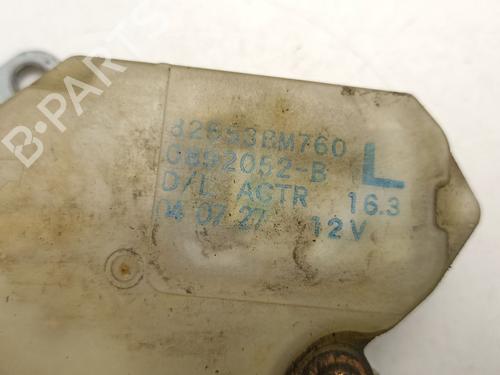 82553BM760
0892052-B
D/L ACTR 16.3
04 07 27 12V
L
B-PARTS